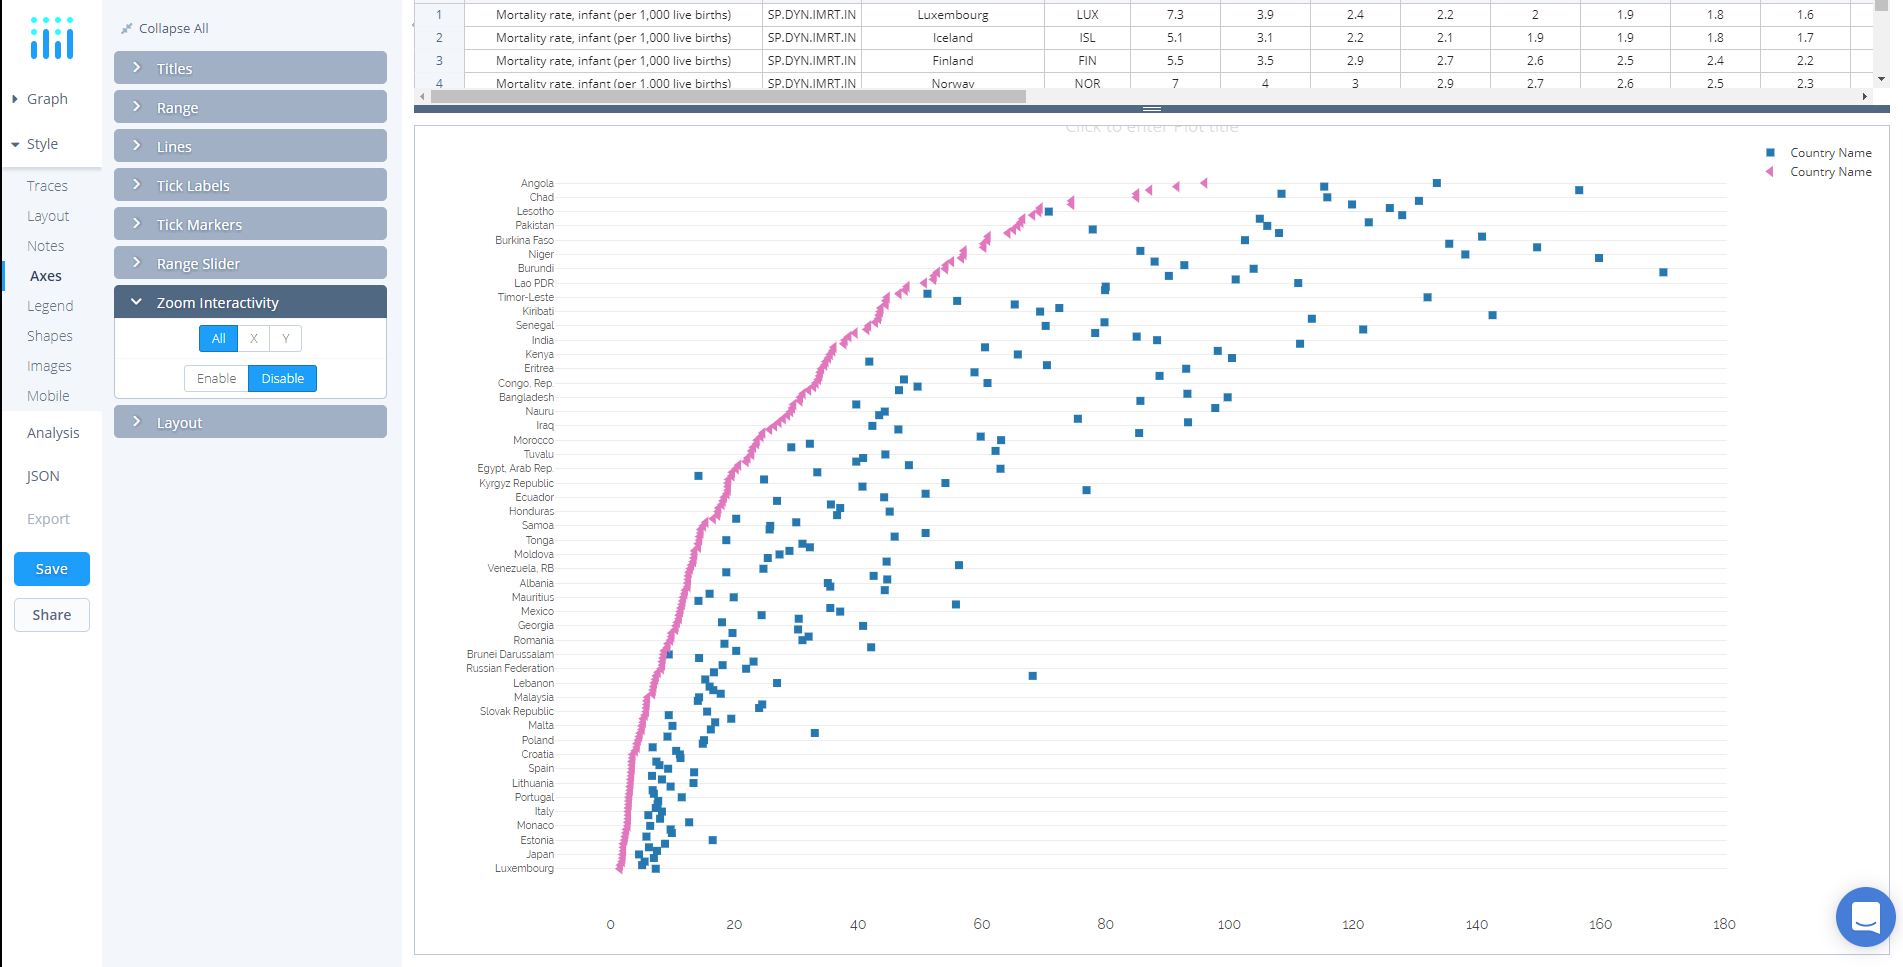 1 Mortality rate, infant (per 1,000 live births) SP.DYN.IMRT.IN Luxembourg LUX 7.3 3.9 2.4 2.2 2 1.9 1.8 1.6
2 Mortality rate, infant (per 1,000 live births) SP.DYN.IMRT.IN Iceland ISL 5.1 3.1 2.2 2.1 1.9 1.9 1.8 1.7
3 Mortality rate, infant (per 1,000 live births) SP.DYN.IMRT.IN Finland FIN 5.5 3.5 2.9 2.7 2.6 2.5 2.4 2.2
4 Mortality rate, infant (per 1,000 live births) SP.DYN.IMRT.IN Norway NOR 7 4 3 2.9 2.7 2.6 2.5 2.3
Graph
Style
Traces
Layout
Notes
Axes
Legend
Shapes
Images
Mobile
Analysis
JSON
Export
Save
Share
Collapse All
Titles
Range
Lines
Tick Labels
Tick Markers
Range Slider
Zoom Interactivity
All X Y
Enable Disable
Layout
Click to enter Plot title
Country Name
Country Name
Angola
Chad
Lesotho
Pakistan
Burkina Faso
Niger
Burundi
Lao PDR
Timor-Leste
Kiribati
Senegal
India
Kenya
Eritrea
Congo, Rep.
Bangladesh
Nauru
Iraq
Morocco
Tuvalu
Egypt, Arab Rep.
Kyrgyz Republic
Ecuador
Honduras
Samoa
Tonga
Moldova
Venezuela, RB
Albania
Mauritius
Mexico
Georgia
Romania
Brunei Darussalam
Russian Federation
Lebanon
Malaysia
Slovak Republic
Malta
Poland
Croatia
Spain
Lithuania
Portugal
Italy
Monaco
Estonia
Japan
Luxembourg
0 20 40 60 80 100 120 140 160 180